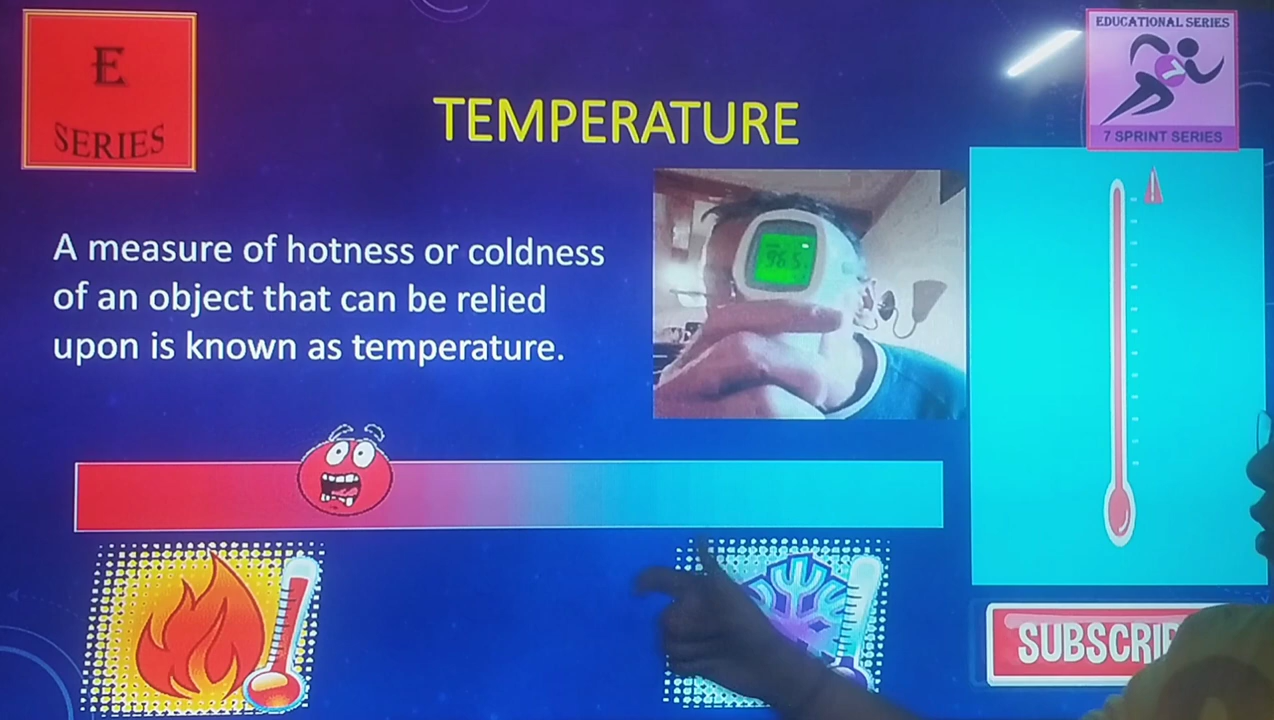 E
SERIES
EDUCATIONAL SERIES
7
7 SPRINT SERIES
TEMPERATURE
A measure of hotness or coldness
of an object that can be relied
upon is known as temperature.
96.5